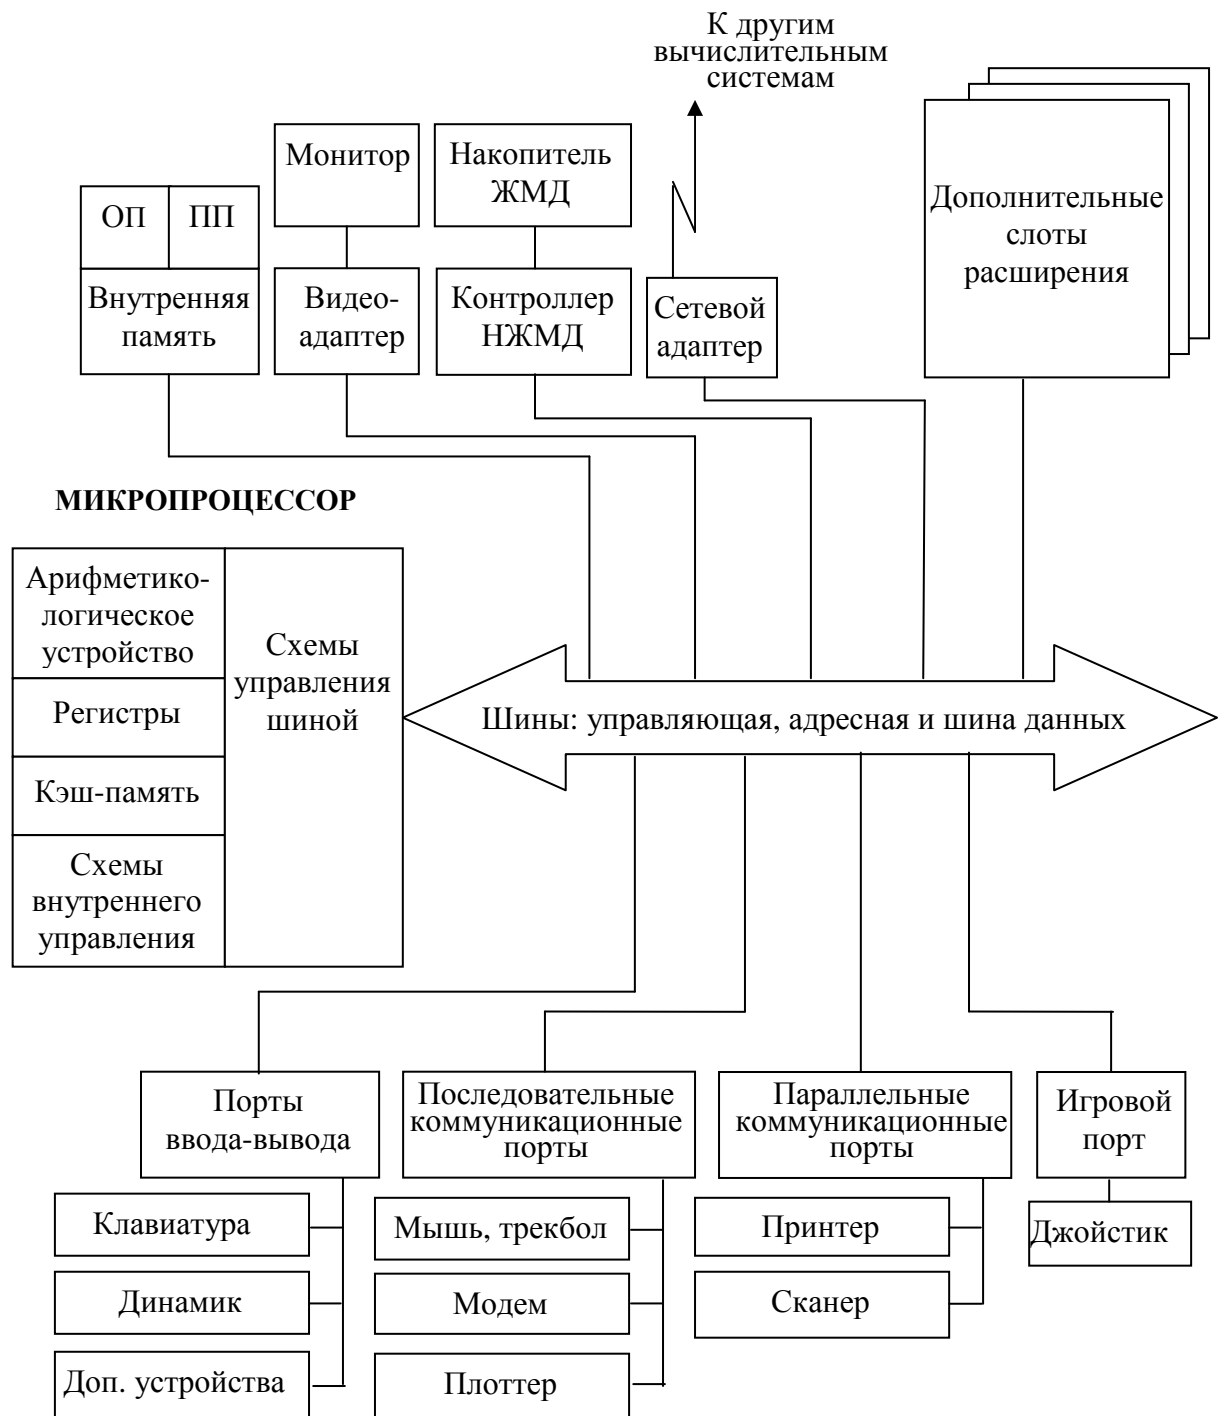 К другим
вычислительным
системам
Монитор
Накопитель
ЖМД
ОП
ПП
Дополнительные
слоты
расширения
Внутренняя
память
Видео-
адаптер
Контроллер
НЖМД
Сетевой
адаптер
МИКРОПРОЦЕССОР
Арифметико-
логическое
устройство
Регистры
Кэш-память
Схемы
внутреннего
управления
Схемы
управления
шиной
Шины: управляющая, адресная и шина данных
Порты
ввода-вывода
Последовательные
коммуникационные
порты
Параллельные
коммуникационные
порты
Игровой
порт
Клавиатура
Динамик
Доп. устройства
Мышь, трекбол
Модем
Плоттер
Принтер
Сканер
Джойстик